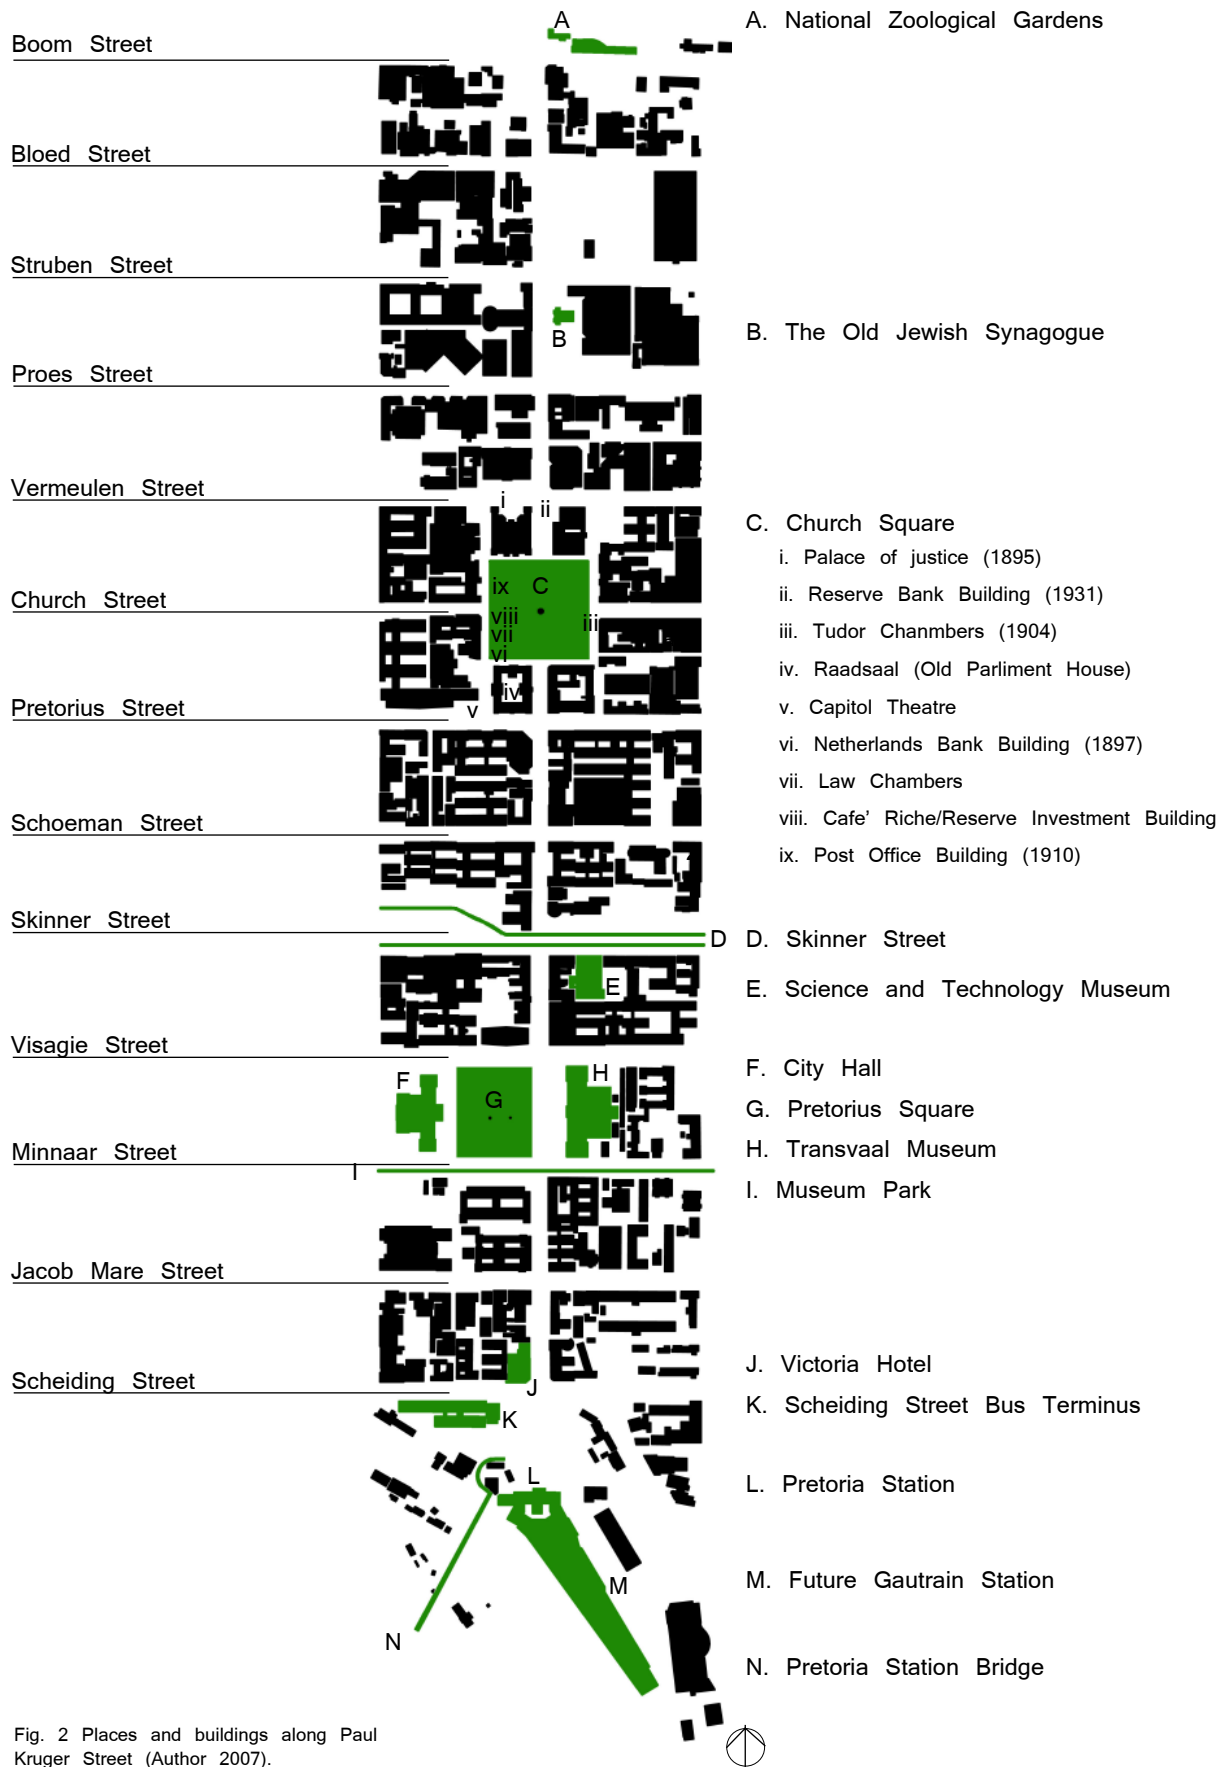 A
A. National Zoological Gardens
Boom Street
Bloed Street
Struben Street
B
B. The Old Jewish Synagogue
Proes Street
Vermeulen Street
i
ii
C. Church Square
i. Palace of justice (1895)
ix
C
ii. Reserve Bank Building (1931)
Church Street
viii
iii
iii. Tudor Chanmbers (1904)
vii
vi
iv. Raadsaal (Old Parliment House)
iv
v
Pretorius Street
v. Capitol Theatre
vi. Netherlands Bank Building (1897)
vii. Law Chambers
Schoeman Street
viii. Cafe' Riche/Reserve Investment Building
ix. Post Office Building (1910)
Skinner Street
D
D. Skinner Street
E
E. Science and Technology Museum
Visagie Street
F
H
F. City Hall
G
G. Pretorius Square
Minnaar Street
H. Transvaal Museum
I
I. Museum Park
Jacob Mare Street
J. Victoria Hotel
Scheiding Street
J
K
K. Scheiding Street Bus Terminus
L
L. Pretoria Station
M
M. Future Gautrain Station
N
N. Pretoria Station Bridge
Fig. 2 Places and buildings along Paul
Kruger Street (Author 2007).